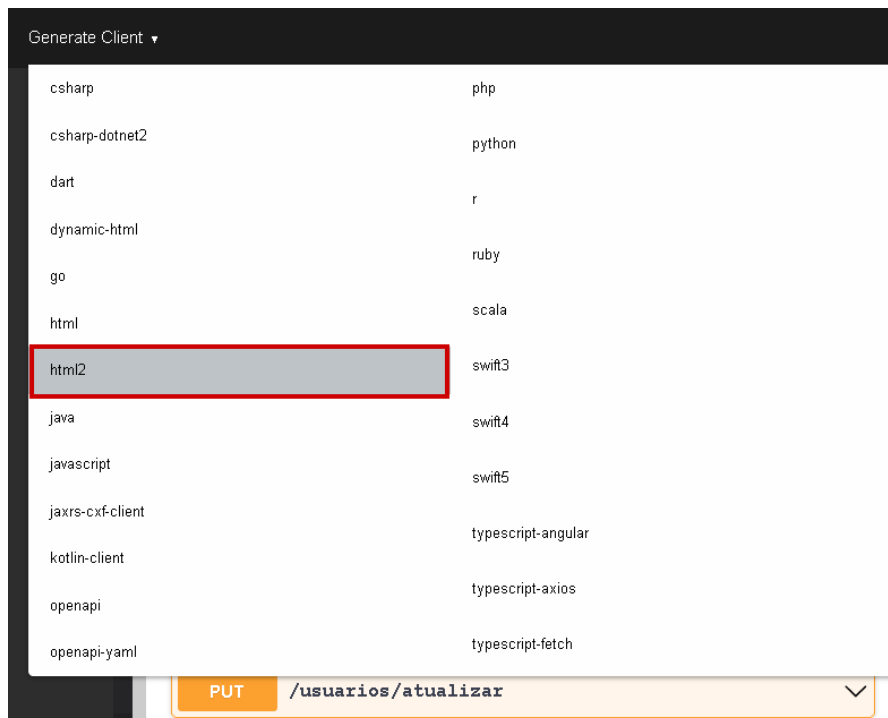 Generate Client ▾
csharp
csharp-dotnet2
dart
dynamic-html
go
html
html2
java
javascript
jaxrs-cxf-client
kotlin-client
openapi
openapi-yaml
php
python
r
ruby
scala
swift3
swift4
swift5
typescript-angular
typescript-axios
typescript-fetch
PUT /usuarios/atualizar